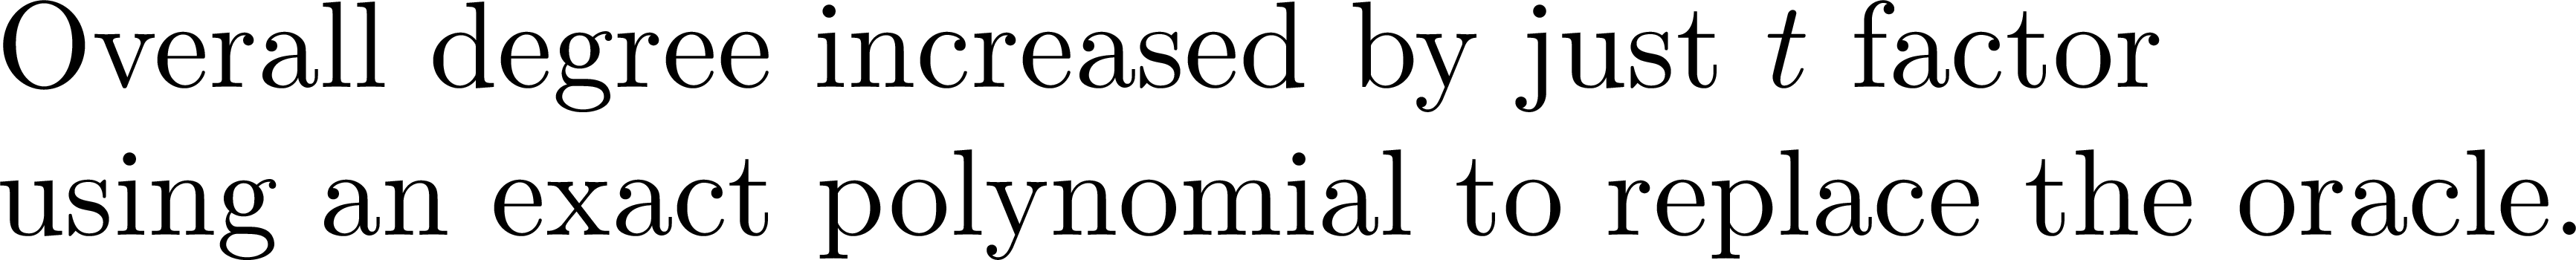 Overall degree increased by just t factor
using an exact polynomial to replace the oracle.